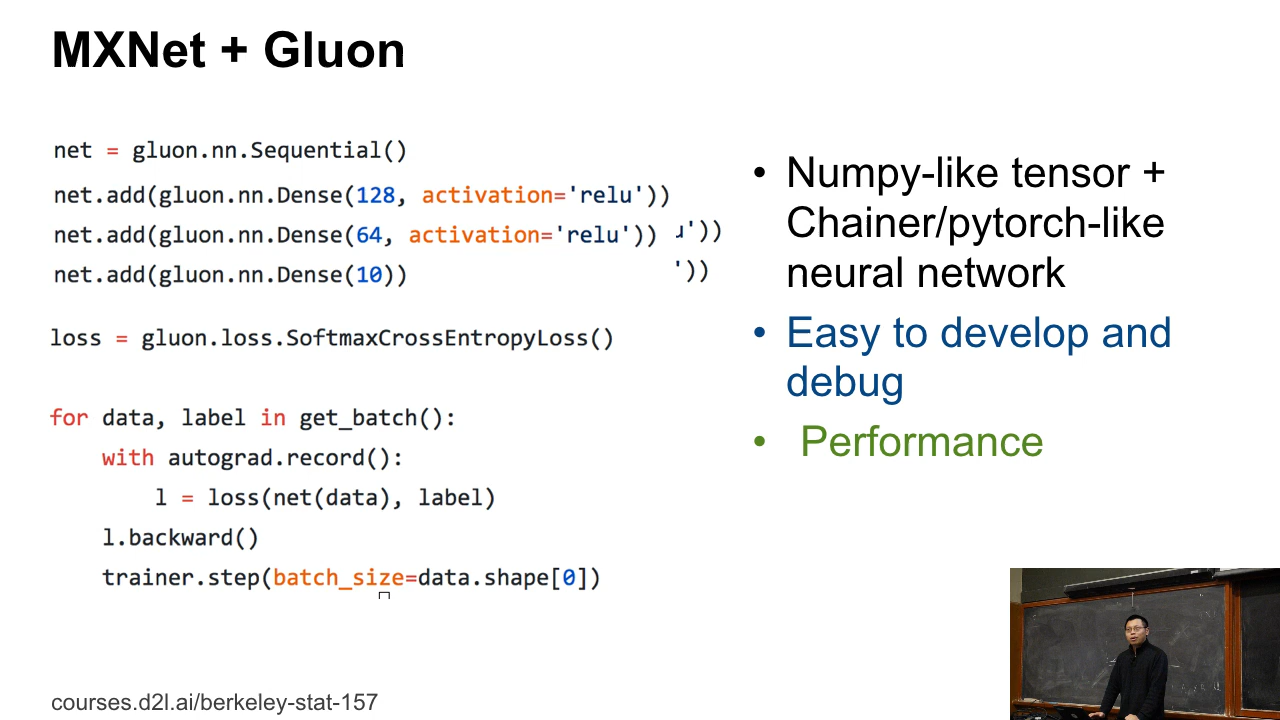 MXNet + Gluon
net = gluon.nn.Sequential()
net.add(gluon.nn.Dense(128, activation='relu'))
net.add(gluon.nn.Dense(64, activation='relu'))
net.add(gluon.nn.Dense(10))
'))
'))
loss = gluon.loss.SoftmaxCrossEntropyLoss()
for data, label in get_batch():
with autograd.record():
l = loss(net(data), label)
l.backward()
trainer.step(batch_size=data.shape[0])
• Numpy-like tensor +
Chainer/pytorch-like
neural network
• Easy to develop and
debug
• Performance
courses.d2l.ai/berkeley-stat-157